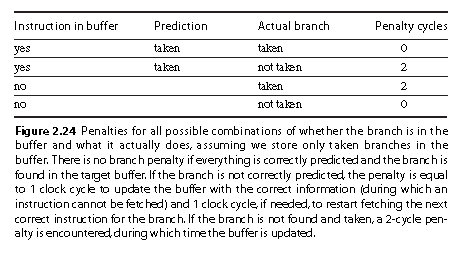 Instruction in buffer Prediction Actual branch Penalty cycles
yes taken taken 0
yes taken not taken 2
no taken 2
no not taken 0
Figure 2.24 Penalties for all possible combinations of whether the branch is in the
buffer and what it actually does, assuming we store only taken branches in the
buffer. There is no branch penalty if everything is correctly predicted and the branch is
found in the target buffer. If the branch is not correctly predicted, the penalty is equal
to 1 clock cycle to update the buffer with the correct information (during which an
instruction cannot be fetched) and 1 clock cycle, if needed, to restart fetching the next
correct instruction for the branch. If the branch is not found and taken, a 2-cycle pen-
alty is encountered, during which time the buffer is updated.